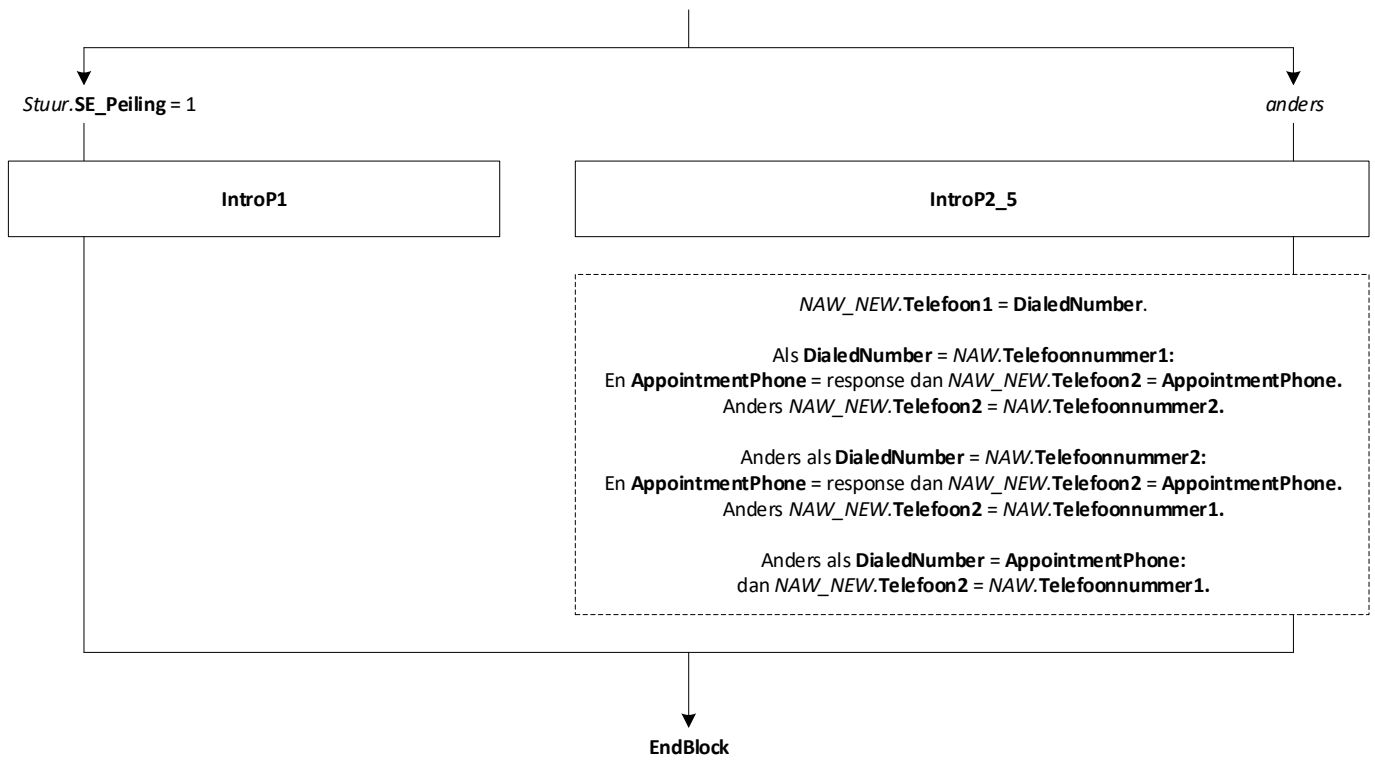 Stuur.SE_Peiling = 1
anders
IntroP1
IntroP2_5
NAW_NEW.Telefoon1 = DialedNumber.
Als DialedNumber = NAW.Telefoonnummer1:
En AppointmentPhone = response dan NAW_NEW.Telefoon2 = AppointmentPhone.
Anders NAW_NEW.Telefoon2 = NAW.Telefoonnummer2.
Anders als DialedNumber = NAW.Telefoonnummer2:
En AppointmentPhone = response dan NAW_NEW.Telefoon2 = AppointmentPhone.
Anders NAW_NEW.Telefoon2 = NAW.Telefoonnummer1.
Anders als DialedNumber = AppointmentPhone:
dan NAW_NEW.Telefoon2 = NAW.Telefoonnummer1.
EndBlock